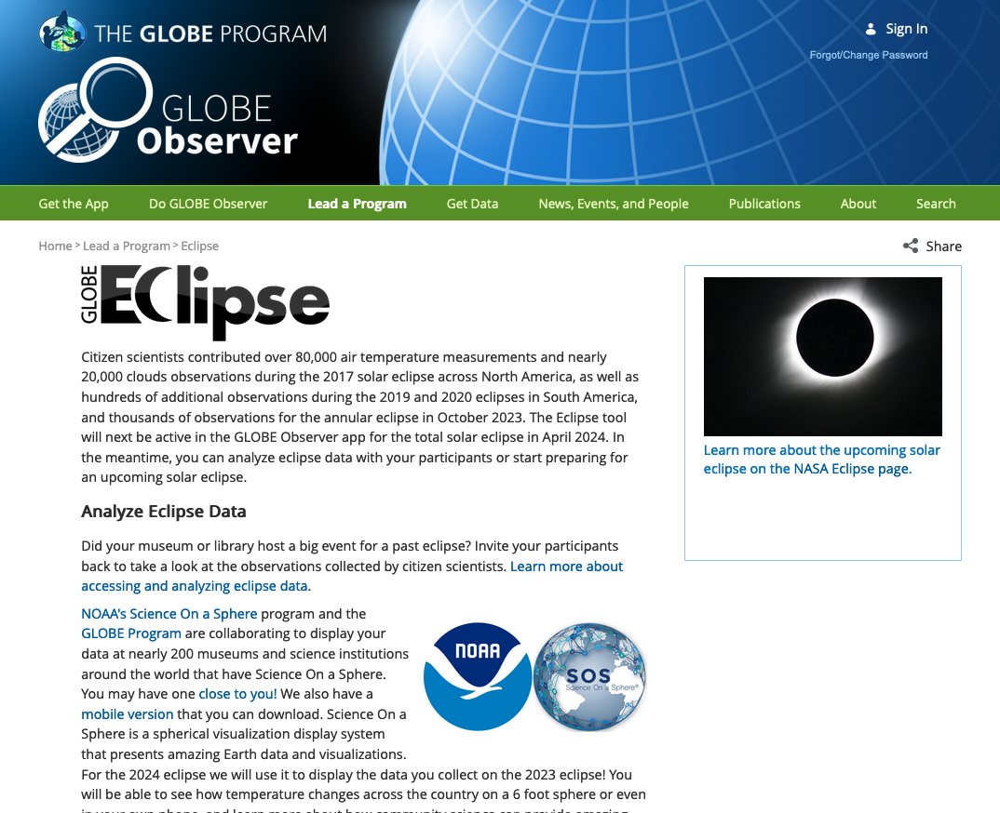 THE GLOBE PROGRAM
Sign In
Forgot/Change Password
GLOBE
Observer
Get the App Do GLOBE Observer Lead a Program Get Data News, Events, and People Publications About Search
Home > Lead a Program > Eclipse
Share
GLOBE Eclipse
Citizen scientists contributed over 80,000 air temperature measurements and nearly
20,000 clouds observations during the 2017 solar eclipse across North America, as well as
hundreds of additional observations during the 2019 and 2020 eclipses in South America,
and thousands of observations for the annular eclipse in October 2023. The Eclipse tool
will next be active in the GLOBE Observer app for the total solar eclipse in April 2024. In
the meantime, you can analyze eclipse data with your participants or start preparing for
an upcoming solar eclipse.
Learn more about the upcoming solar
eclipse on the NASA Eclipse page.
Analyze Eclipse Data
Did your museum or library host a big event for a past eclipse? Invite your participants
back to take a look at the observations collected by citizen scientists. Learn more about
accessing and analyzing eclipse data.
NOAA's Science On a Sphere program and the
GLOBE Program are collaborating to display your
data at nearly 200 museums and science institutions
around the world that have Science On a Sphere.
You may have one close to you! We also have a
mobile version that you can download. Science On a
Sphere is a spherical visualization display system
that presents amazing Earth data and visualizations.
NOAA
SOS
Science On a Sphere®
For the 2024 eclipse we will use it to display the data you collect on the 2023 eclipse! You
will be able to see how temperature changes across the country on a 6 foot sphere or even
in your own phone, and learn more about how community science can provide amazing